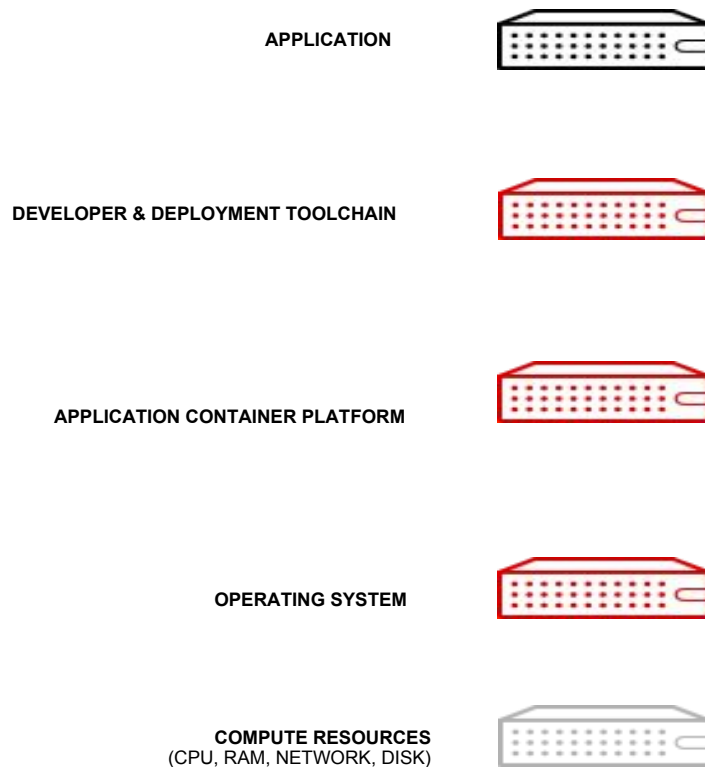 APPLICATION
DEVELOPER & DEPLOYMENT TOOLCHAIN
APPLICATION CONTAINER PLATFORM
OPERATING SYSTEM
COMPUTE RESOURCES
(CPU, RAM, NETWORK, DISK)